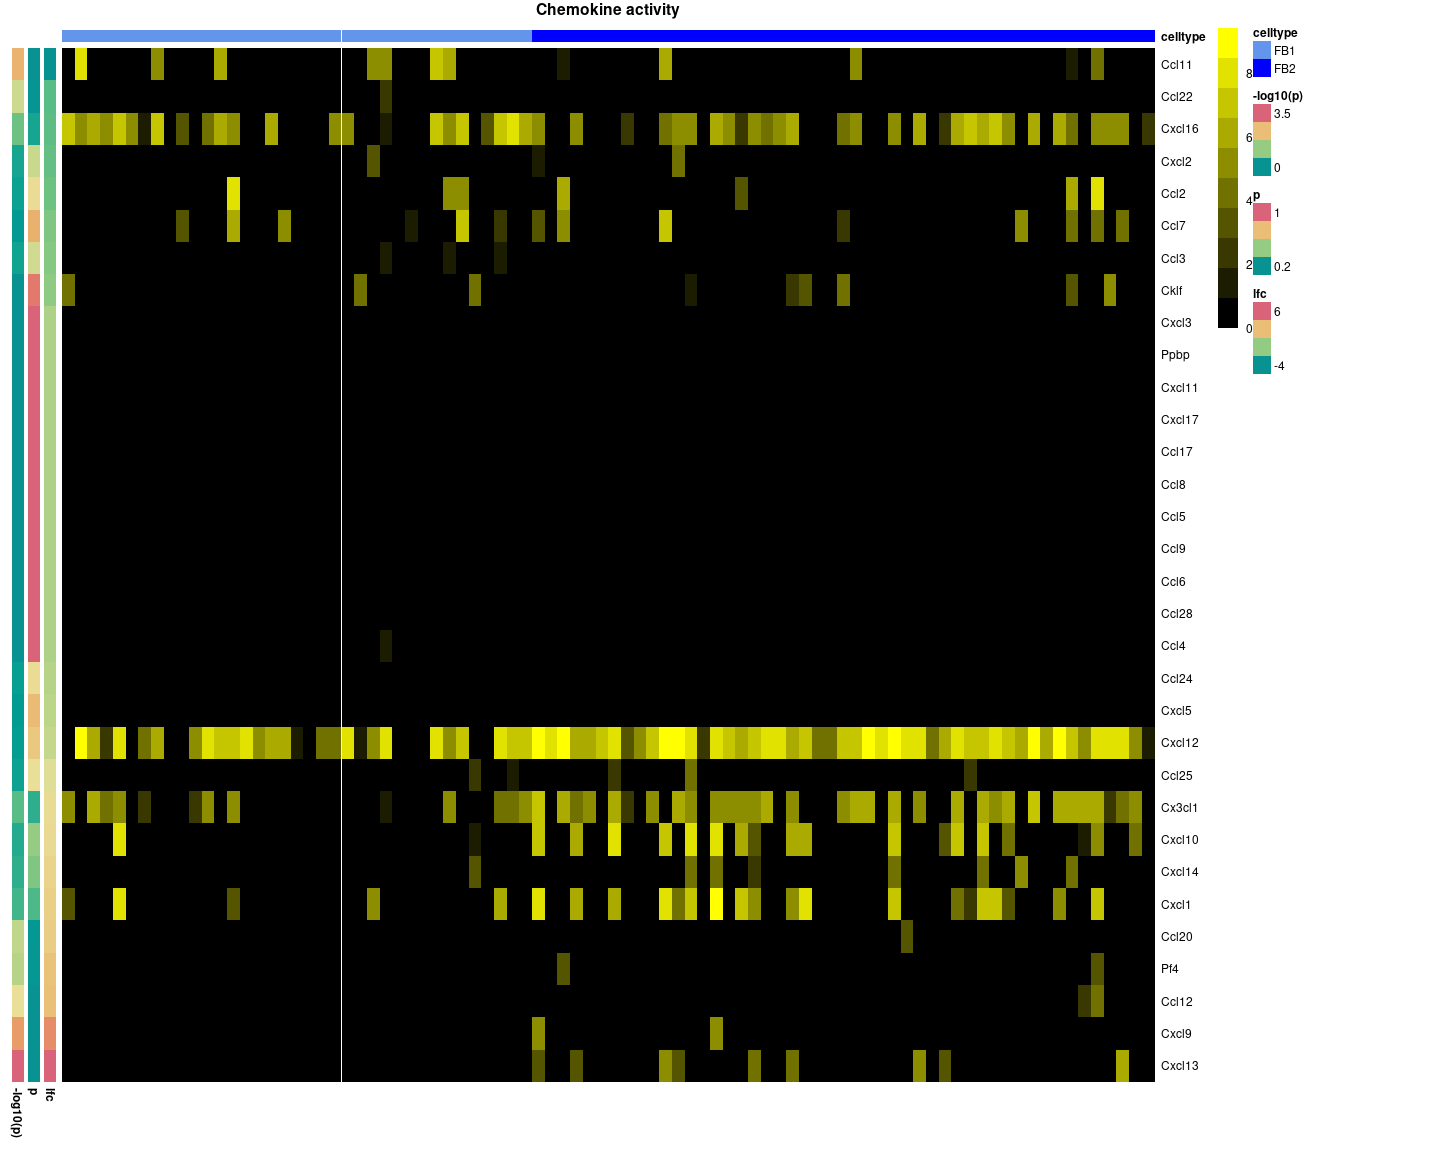 Chemokine activity
celltype
Ccl11
Ccl22
Cxcl16
Cxcl2
Ccl2
Ccl7
Ccl3
Cklf
Cxcl3
Ppbp
Cxcl11
Cxcl17
Ccl17
Ccl8
Ccl5
Ccl9
Ccl6
Ccl28
Ccl4
Ccl24
Cxcl5
Cxcl12
Ccl25
Cx3cl1
Cxcl10
Cxcl14
Cxcl1
Ccl20
Pf4
Ccl12
Cxcl9
Cxcl13
8
6
4
2
0
celltype
FB1
FB2
-log10(p)
3.5
0
p
1
0.2
lfc
6
-4
-log10(p)
p
lfc